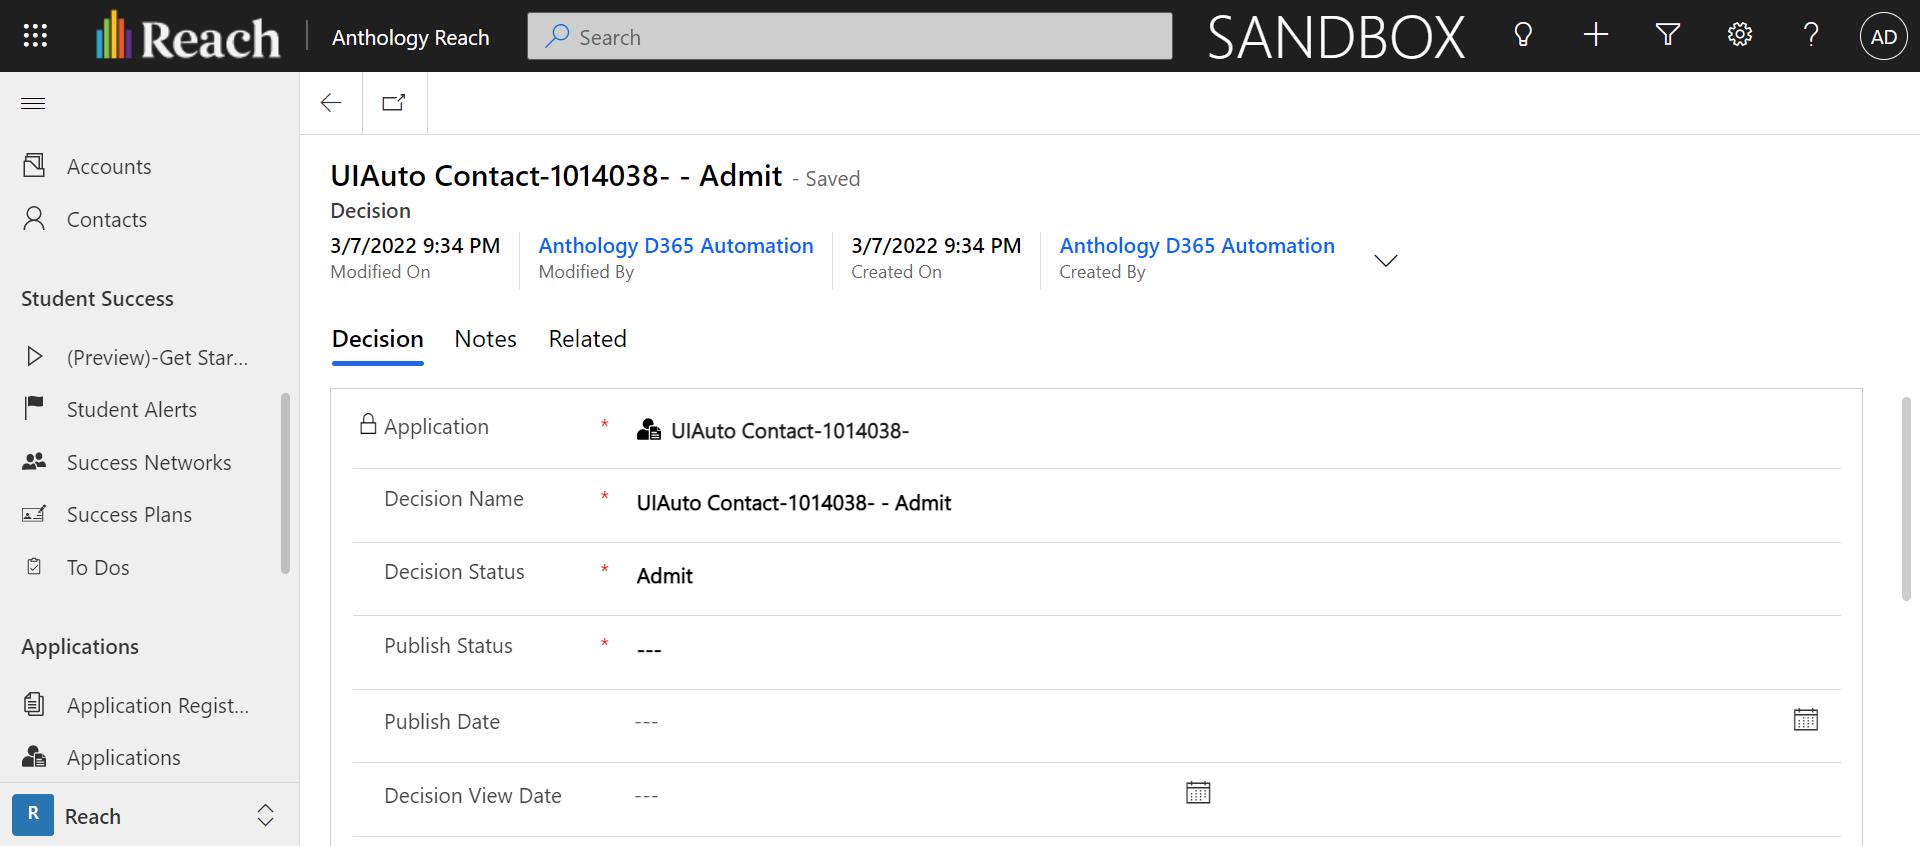 Reach
Anthology Reach
Search
SANDBOX
AD
Accounts
Contacts
Student Success
(Preview)-Get Star...
Student Alerts
Success Networks
Success Plans
To Dos
Applications
Application Regist...
Applications
R
Reach
UIAuto Contact-1014038- - Admit - Saved
Decision
3/7/2022 9:34 PM
Modified On
Anthology D365 Automation
Modified By
3/7/2022 9:34 PM
Created On
Anthology D365 Automation
Created By
Decision Notes Related
Application * UIAuto Contact-1014038-
Decision Name * UIAuto Contact-1014038- - Admit
Decision Status * Admit
Publish Status * ---
Publish Date ---
Decision View Date ---